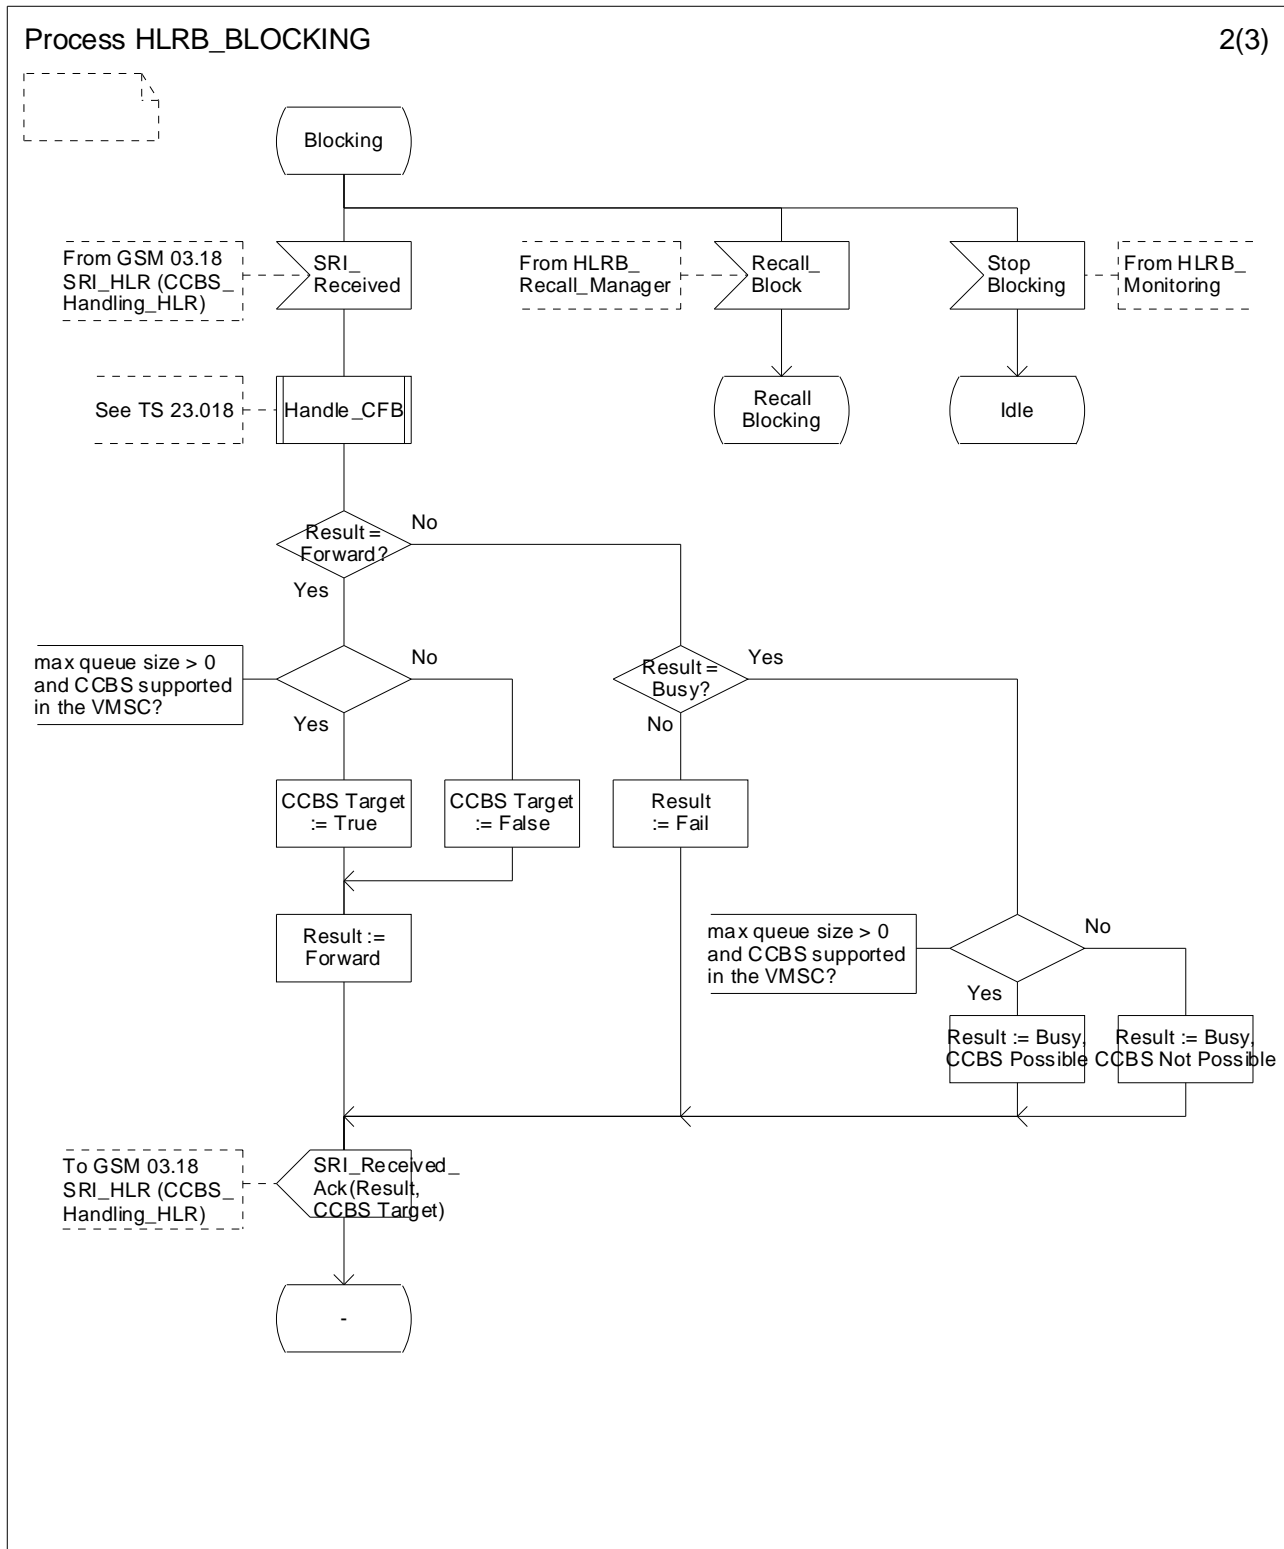 Process HLRB_BLOCKING
2(3)
Blocking
From GSM 03.18
SRI_HLR (CCBS_
Handling_HLR)
SRI_
Received
From HLRB_
Recall_Manager
Recall_
Block
Stop
Blocking
From HLRB_
Monitoring
See TS 23.018
Handle_CFB
Recall
Blocking
Idle
Result =
Forward?
No
Yes
max queue size > 0
and CCBS supported
in the VMSC?
No
Yes
Result =
Busy?
Yes
No
CCBS Target
:= True
CCBS Target
:= False
Result
:= Fail
Result :=
Forward
max queue size > 0
and CCBS supported
in the VMSC?
No
Yes
Result := Busy,
CCBS Possible
Result := Busy,
CCBS Not Possible
To GSM 03.18
SRI_HLR (CCBS_
Handling_HLR)
SRI_Received_
Ack(Result,
CCBS Target)
-